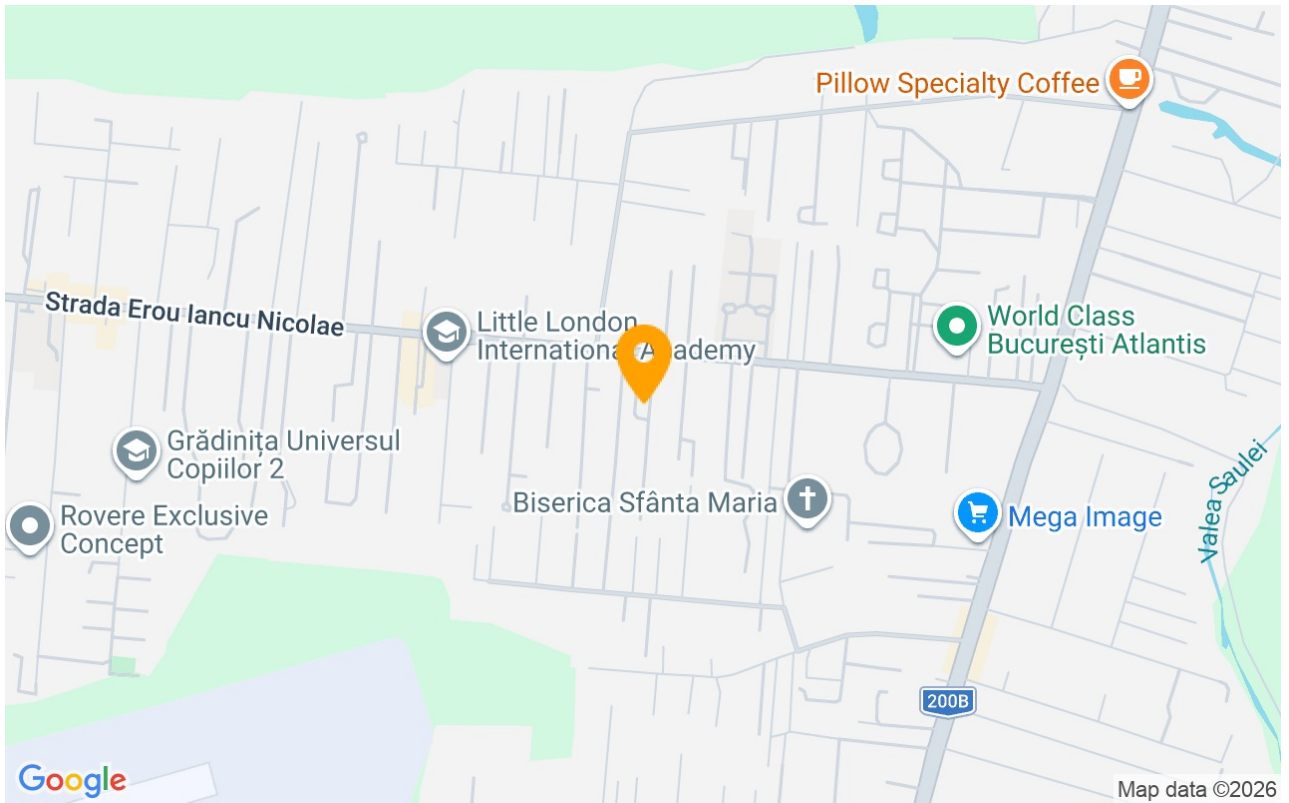 Pillow Specialty Coffee
Strada Erou Iancu Nicolae
Little London
International Academy
World Class
București Atlantis
Grădinița Universul
Copiilor 2
Biserica Sfânta Maria
Mega Image
Rovere Exclusive
Concept
Valea Saulei
200B
Google
Map data ©2026